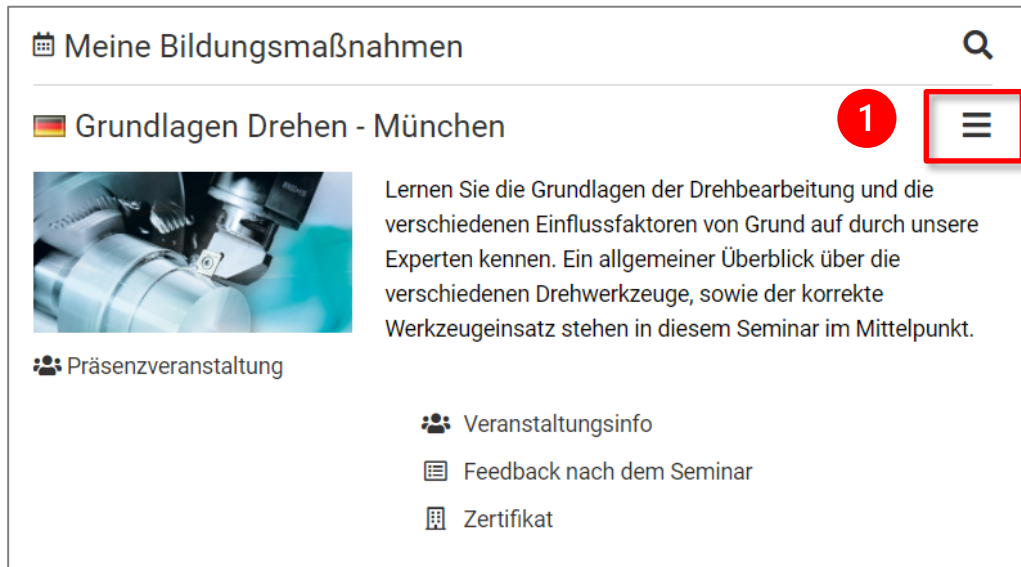 Meine Bildungsmaßnahmen
Grundlagen Drehen - München
1
Lernen Sie die Grundlagen der Drehbearbeitung und die
verschiedenen Einflussfaktoren von Grund auf durch unsere
Experten kennen. Ein allgemeiner Überblick über die
verschiedenen Drehwerkzeuge, sowie der korrekte
Werkzeugeinsatz stehen in diesem Seminar im Mittelpunkt.
Präsenzveranstaltung
Veranstaltungsinfo
Feedback nach dem Seminar
Zertifikat